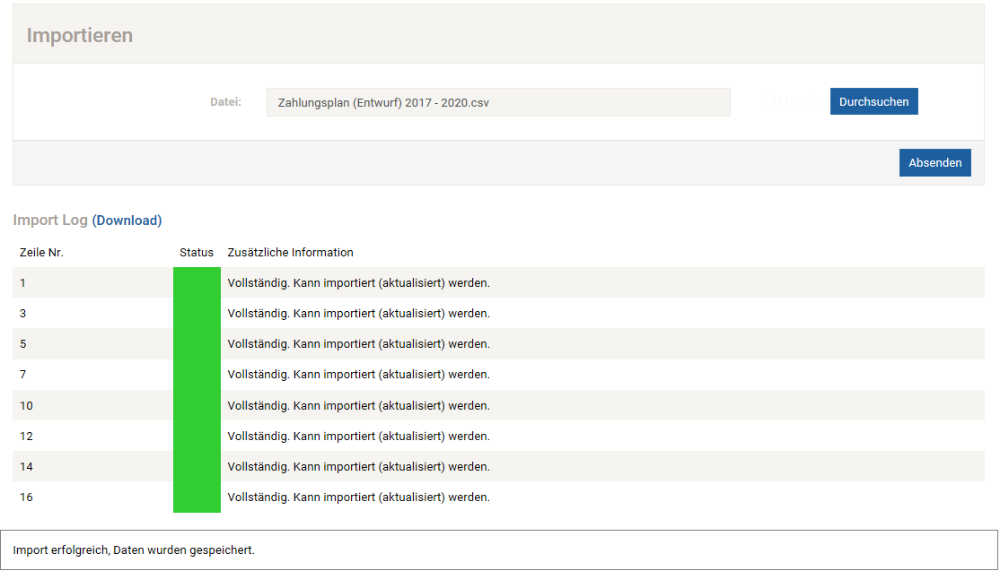 Importieren
Datei: Zahlungsplan (Entwurf) 2017 - 2020.csv Durchsuchen
Absenden
Import Log (Download)
Zeile Nr. Status Zusätzliche Information
1 Vollständig. Kann importiert (aktualisiert) werden.
3 Vollständig. Kann importiert (aktualisiert) werden.
5 Vollständig. Kann importiert (aktualisiert) werden.
7 Vollständig. Kann importiert (aktualisiert) werden.
10 Vollständig. Kann importiert (aktualisiert) werden.
12 Vollständig. Kann importiert (aktualisiert) werden.
14 Vollständig. Kann importiert (aktualisiert) werden.
16 Vollständig. Kann importiert (aktualisiert) werden.
Import erfolgreich, Daten wurden gespeichert.